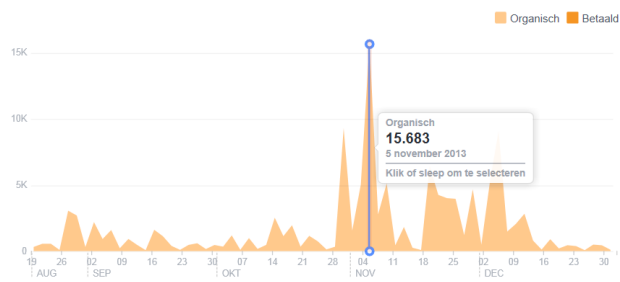 Organisch Betaald
15K
10K
5K
0
Organisch
15.683
5 november 2013
Klik of sleep om te selecteren
19 26 02 09 16 23 30 07 14 21 28 04 11 18 25 02 09 16 23 30
AUG SEP OKT NOV DEC